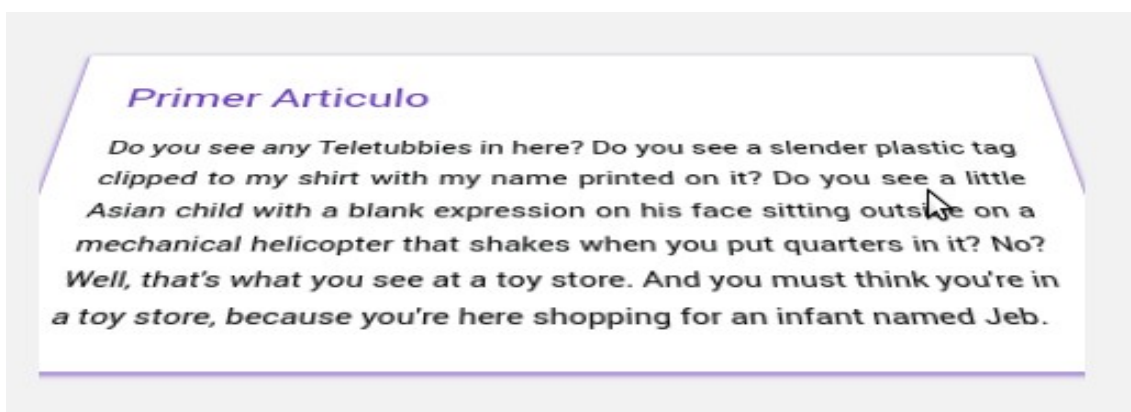 Primer Articulo
Do you see any Teletubbies in here? Do you see a slender plastic tag
clipped to my shirt with my name printed on it? Do you see a little
Asian child with a blank expression on his face sitting outside on a
mechanical helicopter that shakes when you put quarters in it? No?
Well, that's what you see at a toy store. And you must think you're in
a toy store, because you're here shopping for an infant named Jeb.